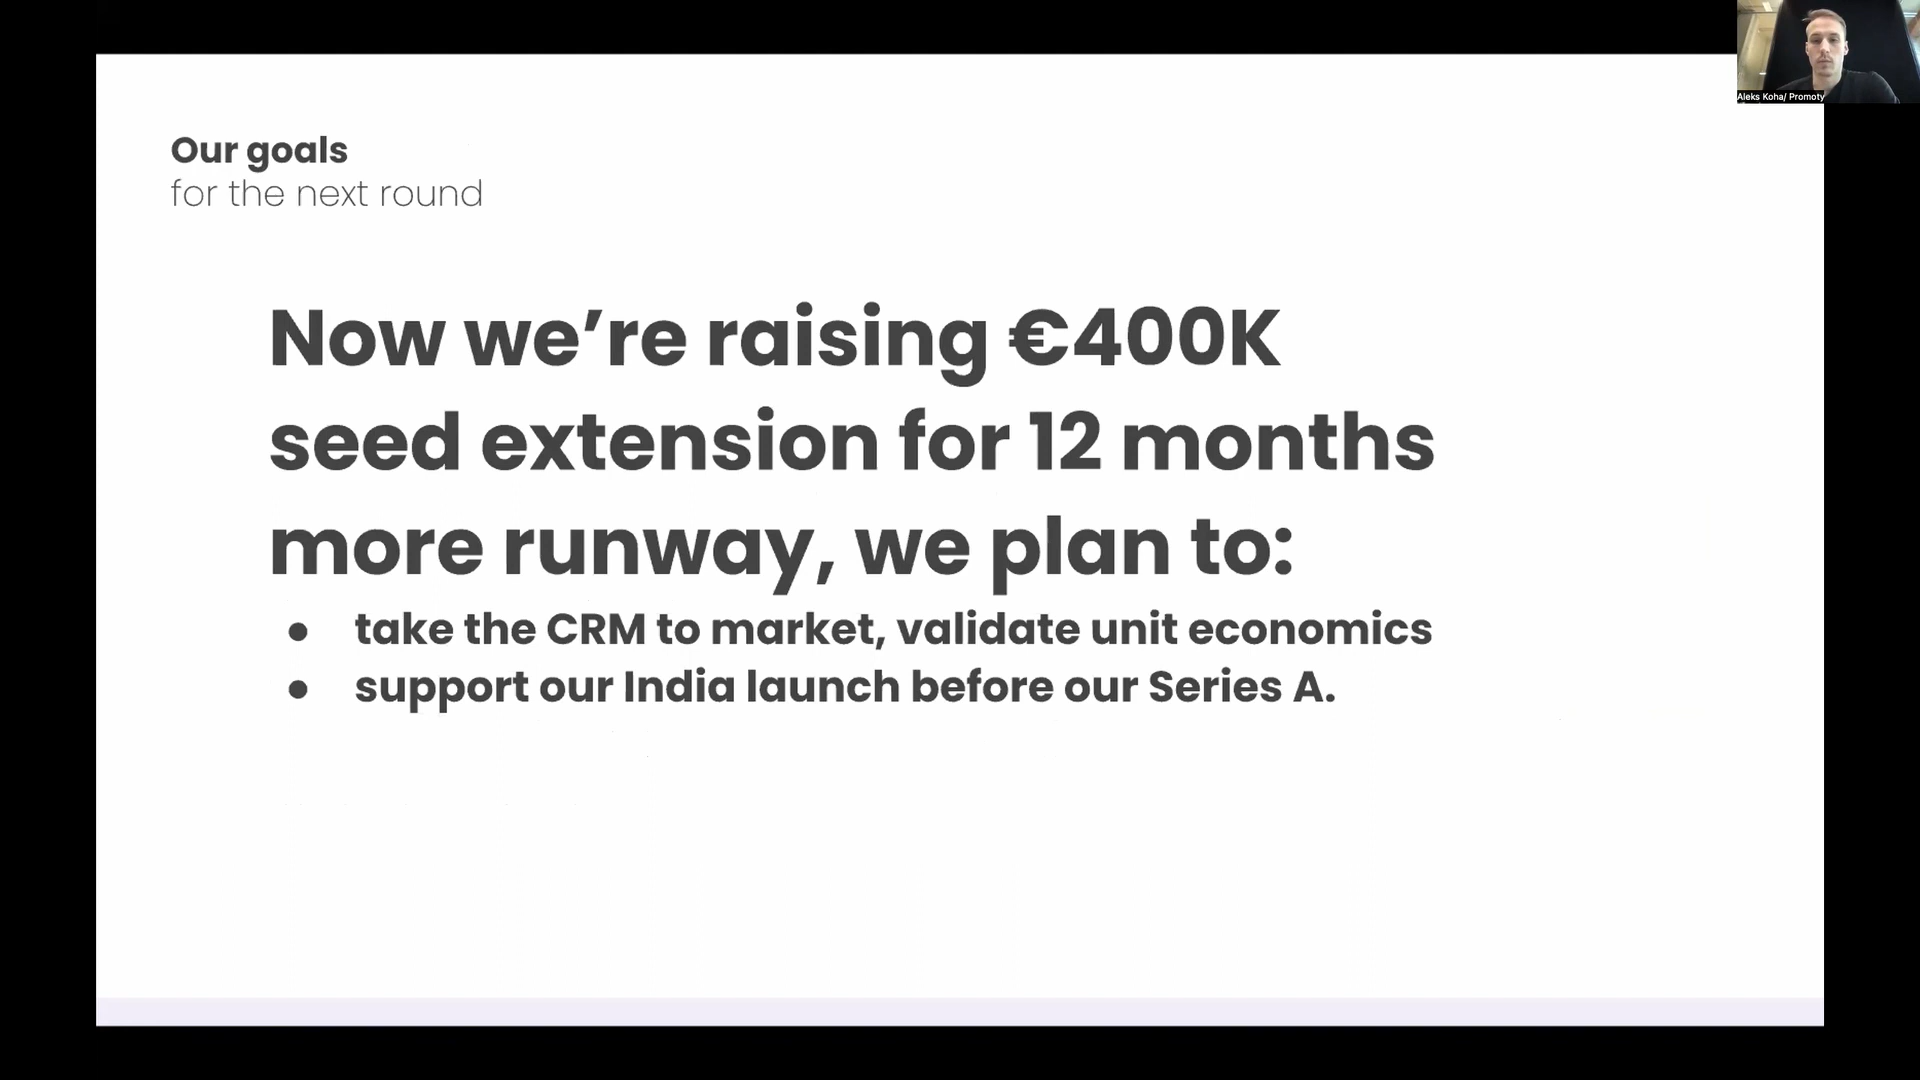 Our goals
for the next round
Now we’re raising €400K
seed extension for 12 months
more runway, we plan to:
● take the CRM to market, validate unit economics
● support our India launch before our Series A.
Aleks Koha/ Promoty